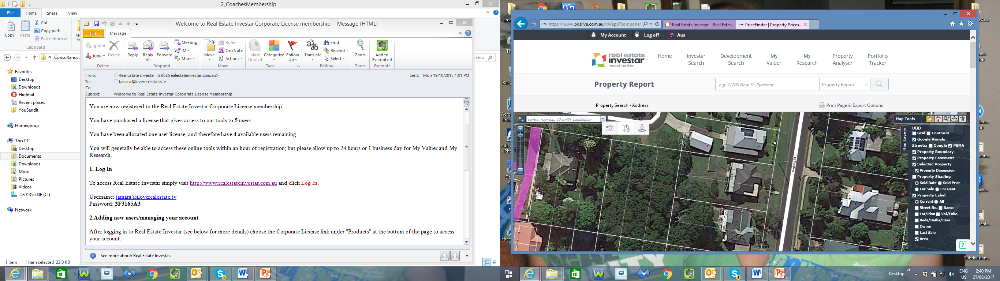 2_CoachesMembership
File Home Share View
Copy
Paste
Cut
Copy path
Paste shortcut
Clipboard
Consultancy
Favorites
Desktop
Downloads
Hightail
Recent places
YouSendIt
Homegroup
This PC
Desktop
Documents
Downloads
Music
Pictures
Videos
TI80135600F (C:)
Network
1 item 1 item selected 22.0 KB
Welcome to Real Estate Investar Corporate License membership - Message (HTML)
File Message
Ignore
Junk
Delete
Delete
Reply
Reply All
Forward
Meeting
IM
More
Respond
Move
Rules
OneNote
Actions
Move
Mark Unread
Categorize
Follow Up
Tags
Translate
Find
Related
Select
Editing
Zoom
Zoom
Add to Evernote 4
Evernote
From: Real Estate Investar <info@realestateinvestar.com.au>
Sent: Mon 19/10/2015 1:01 PM
To: tamara@iloverealestate.tv
Cc:
Subject: Welcome to Real Estate Investar Corporate License membership
You are now registered to the Real Estate Investar Corporate License membership.
You have purchased a license that gives access to our tools to 5 users.
You have been allocated one user license, and therefore have 4 available users remaining.
You will generally be able to access these online tools within an hour of registration; but please allow up to 24 hours or 1 business day for My Valuer and My
Research.
1. Log In
To access Real Estate Investar simply visit http://www.realestateinvestar.com.au and click Log In.
Username: tamara@iloverealestate.tv
Password: 3F3165A3
2.Adding new users/managing your account
After logging in to Real Estate Investar (see below for more details) choose the Corporate License link under "Products" at the bottom of the page to access
your account.
See more about: Real Estate Investar.
https://www.pdslive.com.au/v4/app?componer
Real Estate Investar - Real Estat...
PriceFinder | Property Prices...
My Account Log off Aus
real estate
investar
invest better
Home
Investar Search
Development Search
My Valuer
My Research
Property Analyser
Portfolio Tracker
Property Report
e.g. 1/100 Bow St, Pyrmont
Property Report
Property Search - Address
Print Page & Export Options
centre map: e.g. 10 smith, paddington
Hocking St
Map Tools
Map Layers
UBD
Grid Contours
Google Aerials
Streets: Google PSMA
Property Boundary
Property Easement
Selected Property
Property Dimension
Property Shading
Sold Date Sold Price
For Sale For Rent
Property Label
Current All
Street No. Name
Lot/Plan Vol/Folio
Beds/Baths/Cars
Owner
Last Sale
Area
Desktop
ENG
US
2:40 PM
27/08/2017